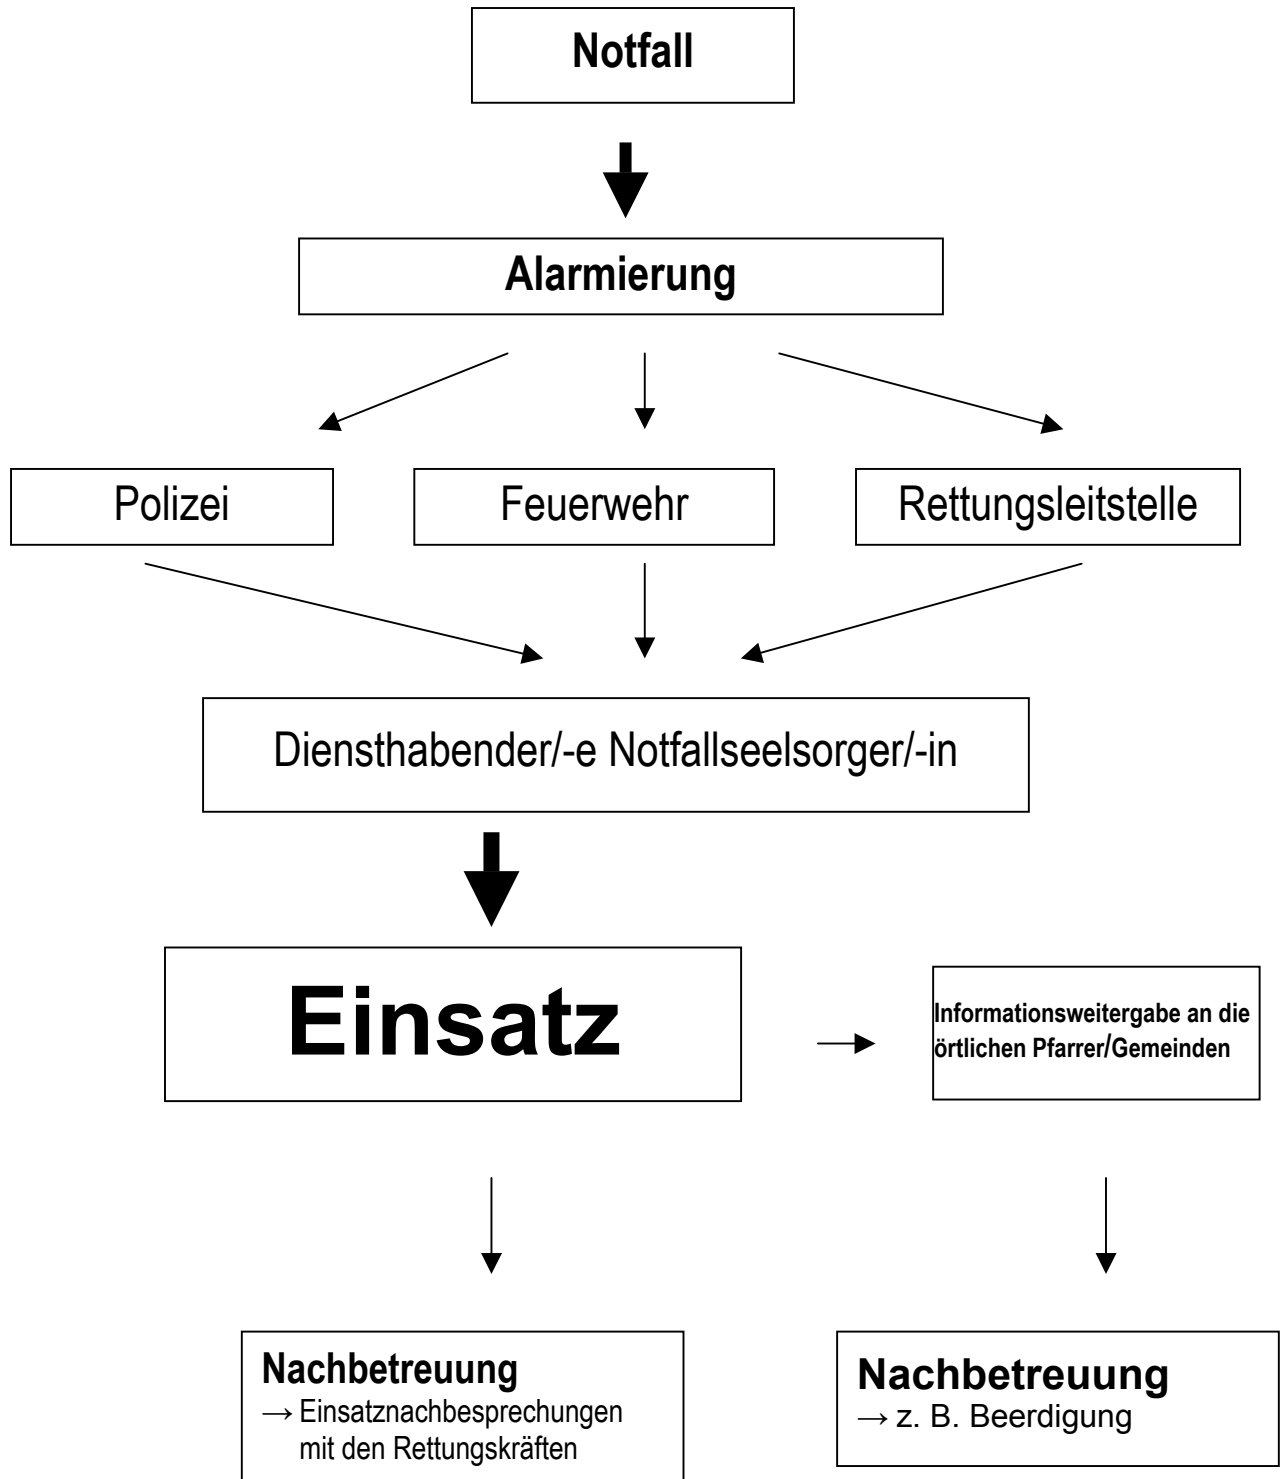 Notfall
Alarmierung
Polizei
Feuerwehr
Rettungsleitstelle
Diensthabender/-e Notfallseelsorger/-in
Einsatz
Informationsweitergabe an die
örtlichen Pfarrer/Gemeinden
Nachbetreuung
→ Einsatznachbesprechungen
mit den Rettungskräften
Nachbetreuung
→ z. B. Beerdigung